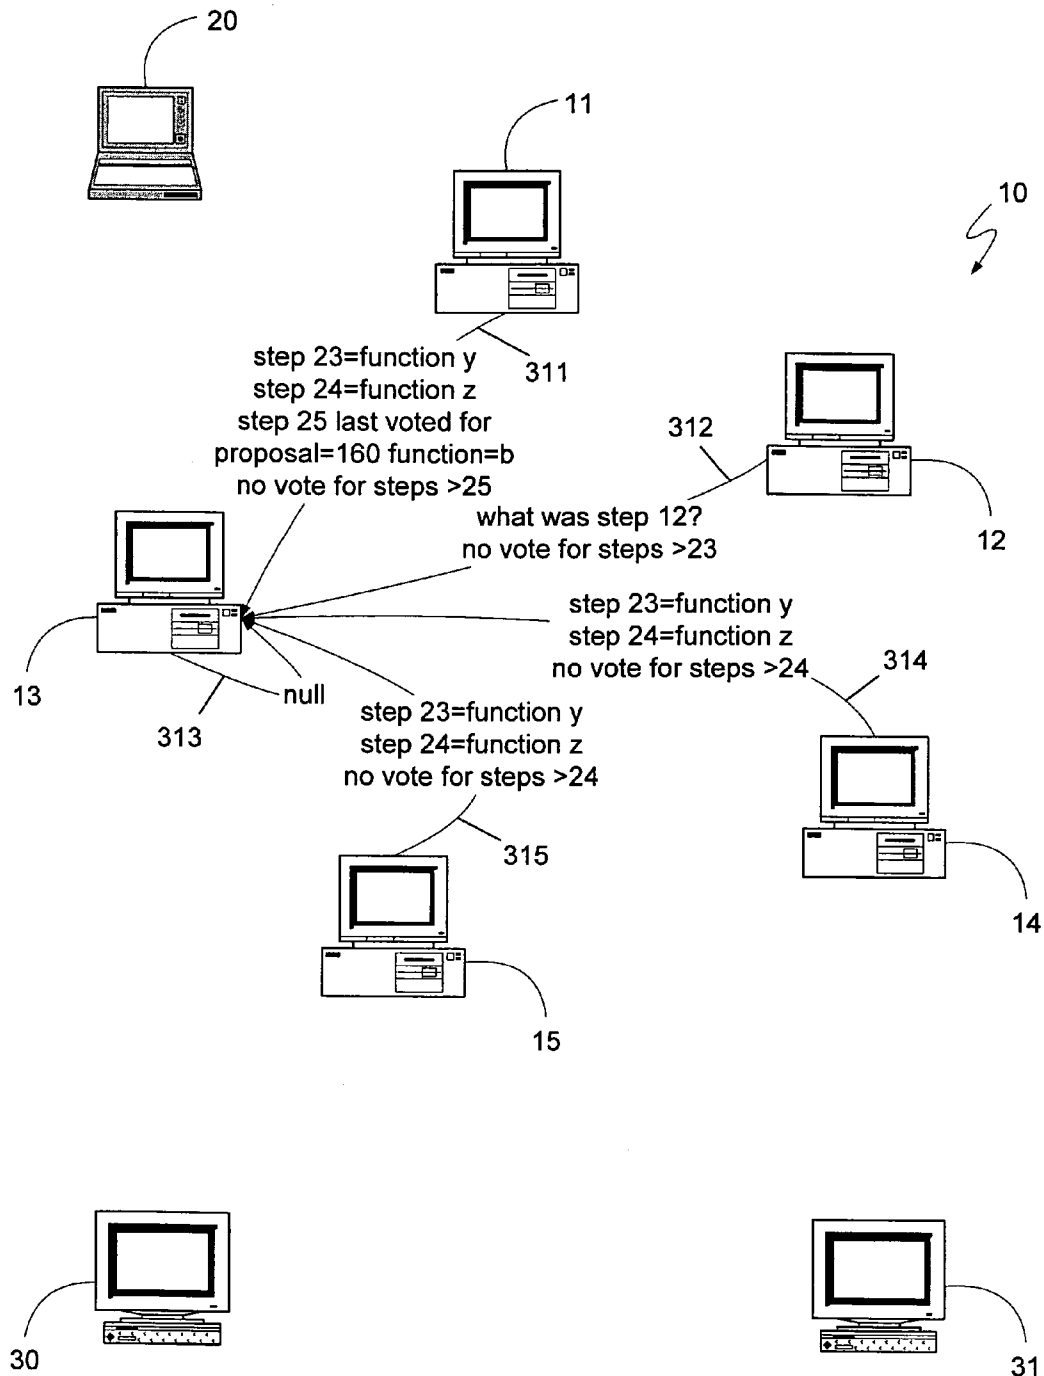 20
11
10
step 23=function y
step 24=function z
step 25 last voted for
proposal=160 function=b
no vote for steps >25
311
312
what was step 12?
no vote for steps >23
12
step 23=function y
step 24=function z
no vote for steps >24
314
13
313
null
step 23=function y
step 24=function z
no vote for steps >24
315
14
15
30
31